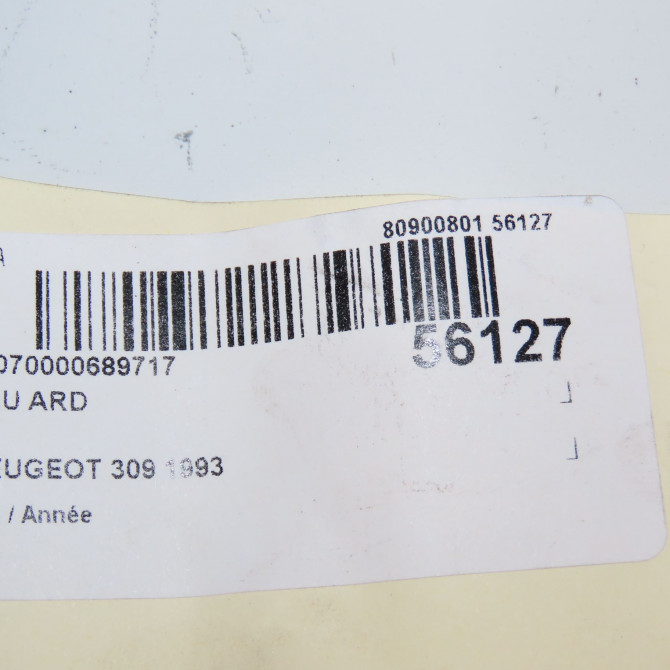 80900801 56127
070000689717
56127
U ARD
EUGEOT 309 1993
/ Année